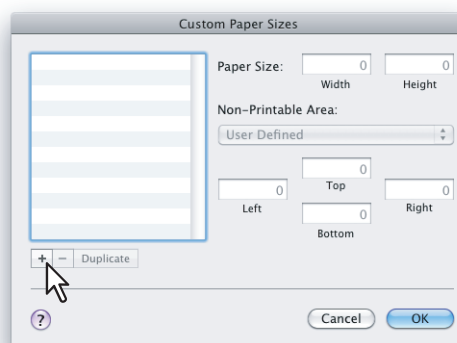 Custom Paper Sizes
Paper Size:
0
0
Width
Height
Non-Printable Area:
User Defined
0
Top
0
0
Left
Right
0
Bottom
+ − Duplicate
?
Cancel
OK